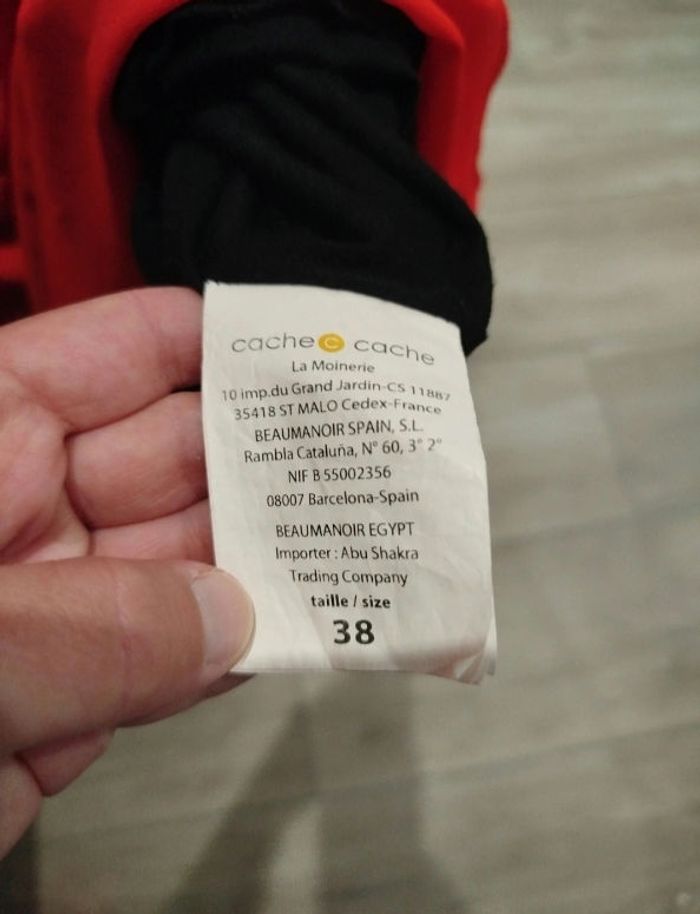 cache c cache
La Moinerie
10 imp.du Grand Jardin-CS 11887
35418 ST MALO Cedex-France
BEAUMANOIR SPAIN, S.L.
Rambla Cataluña, N° 60, 3° 2°
NIF B 55002356
08007 Barcelona-Spain
BEAUMANOIR EGYPT
Importer : Abu Shakra
Trading Company
taille / size
38